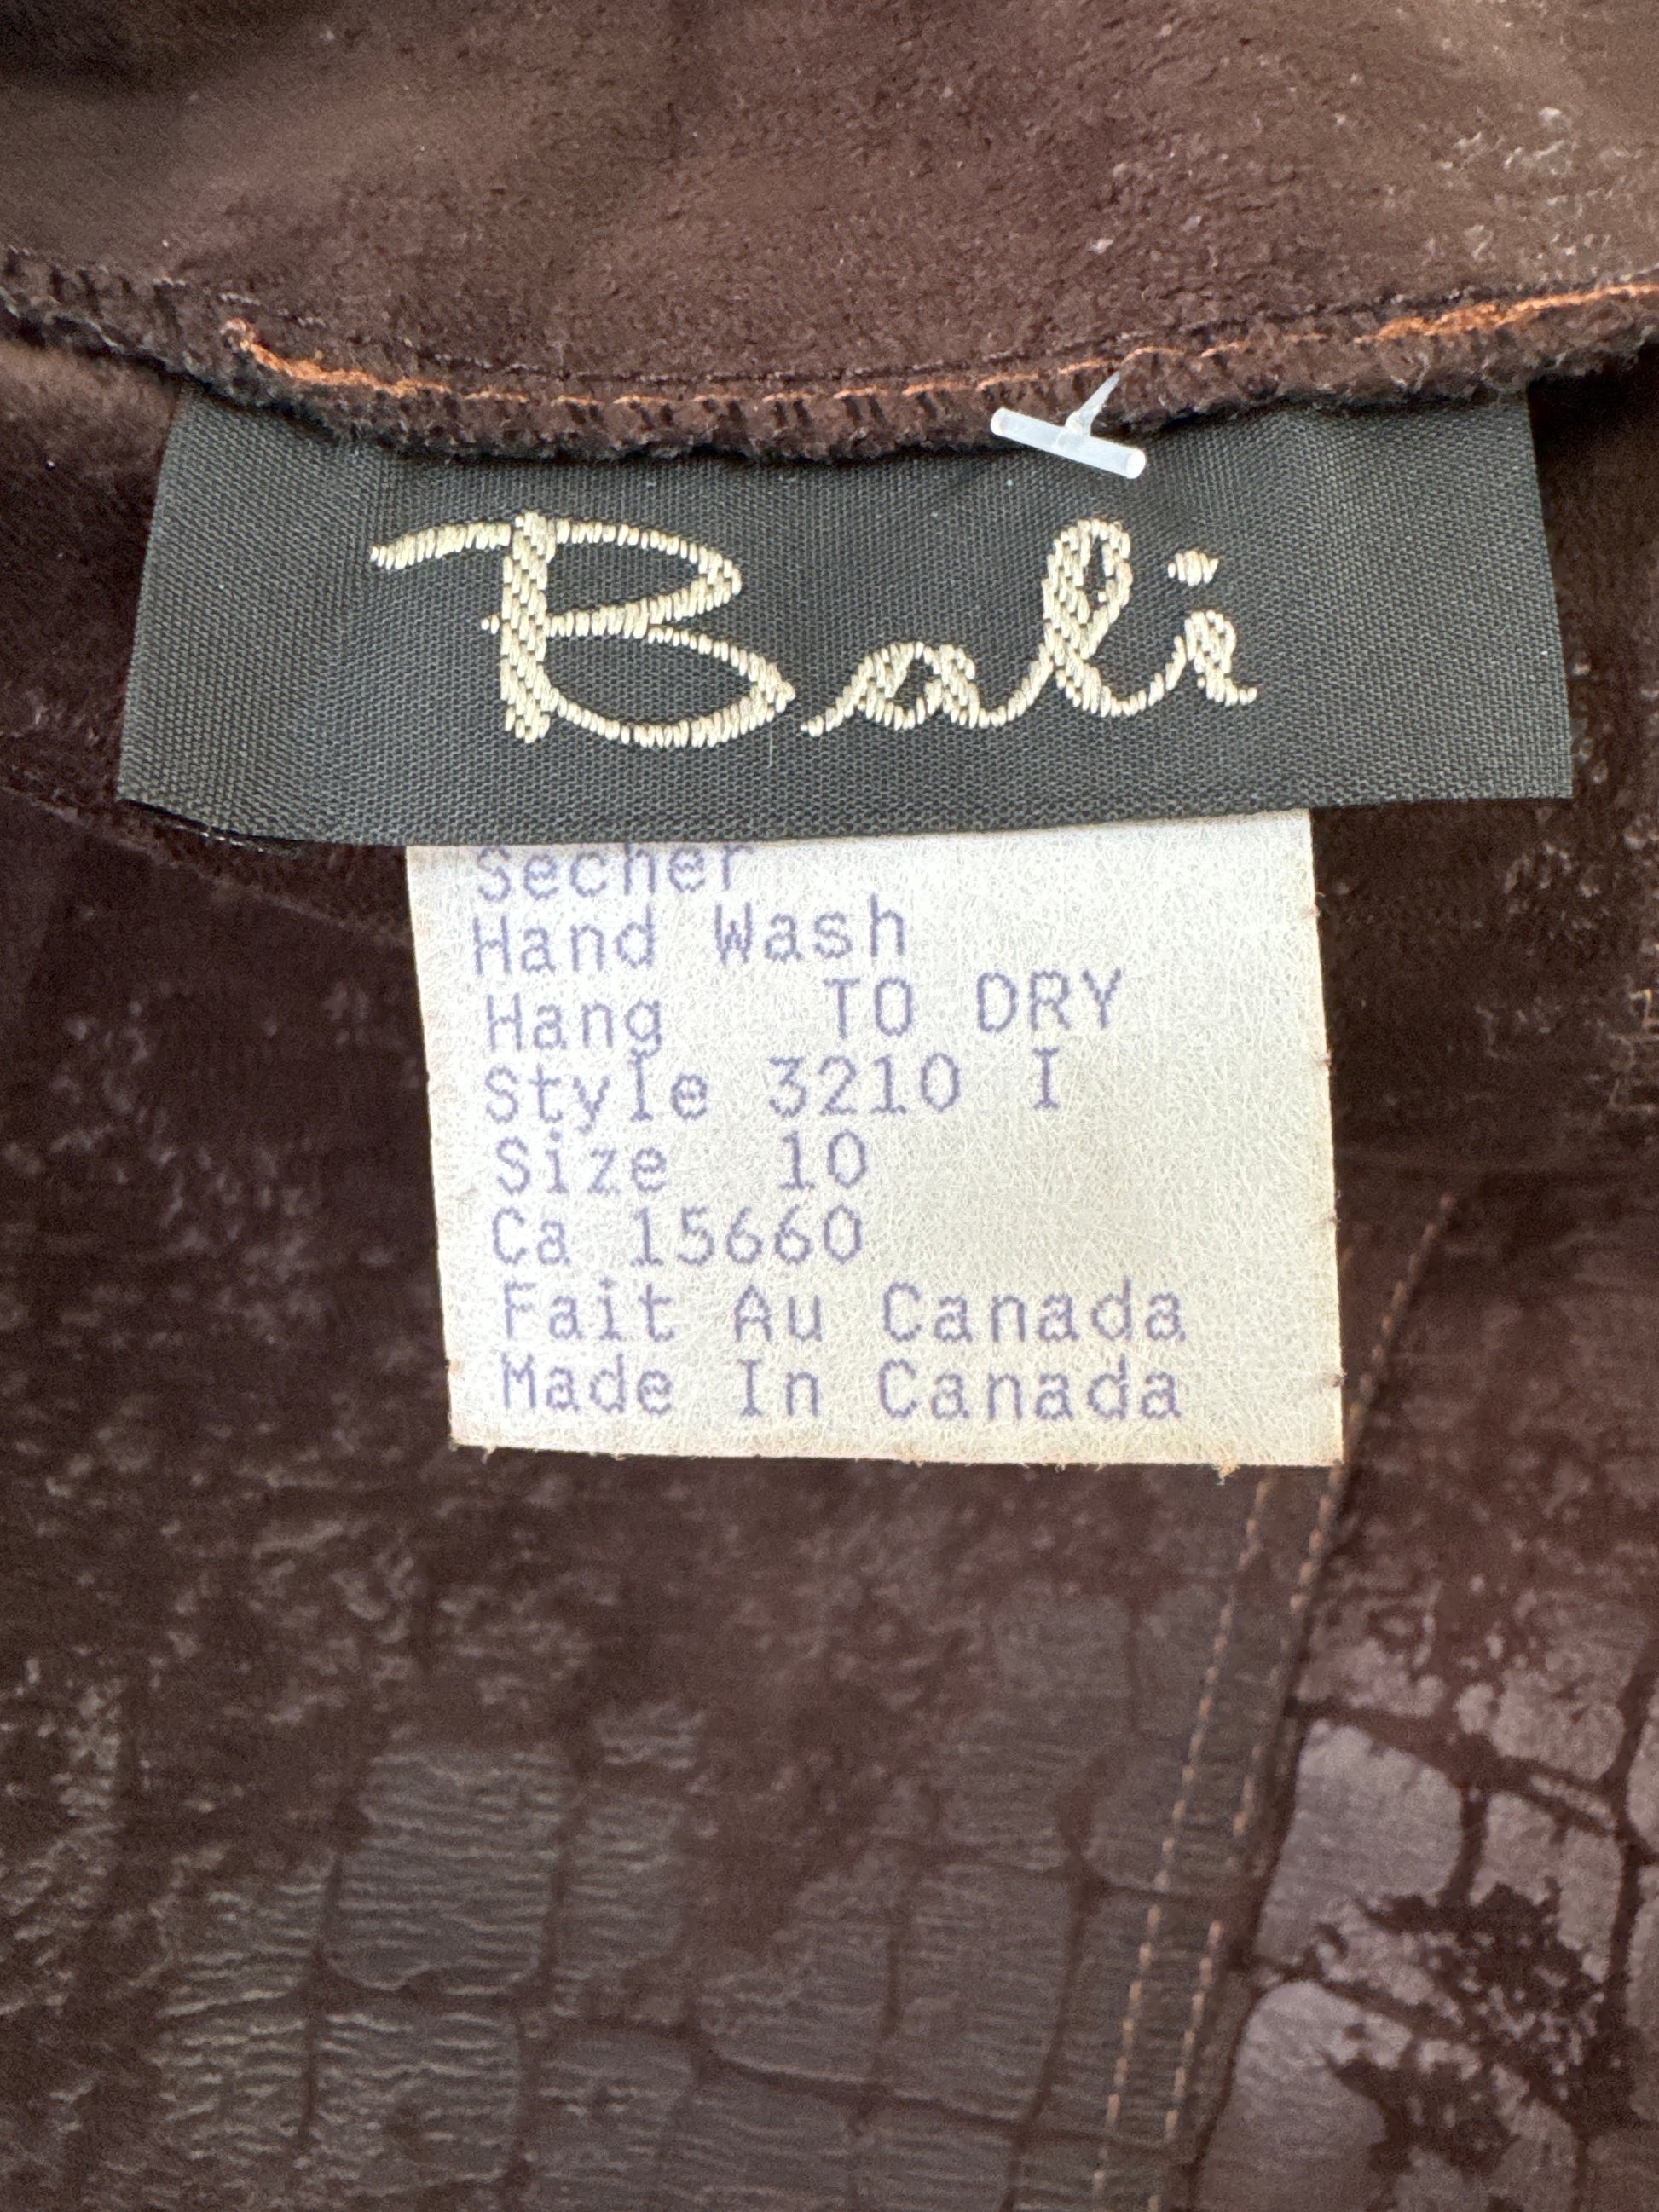 Bali
Secher
Hand Wash
Hang TO DRY
Style 3210 I
Size 10
Ca 15660
Fait Au Canada
Made In Canada